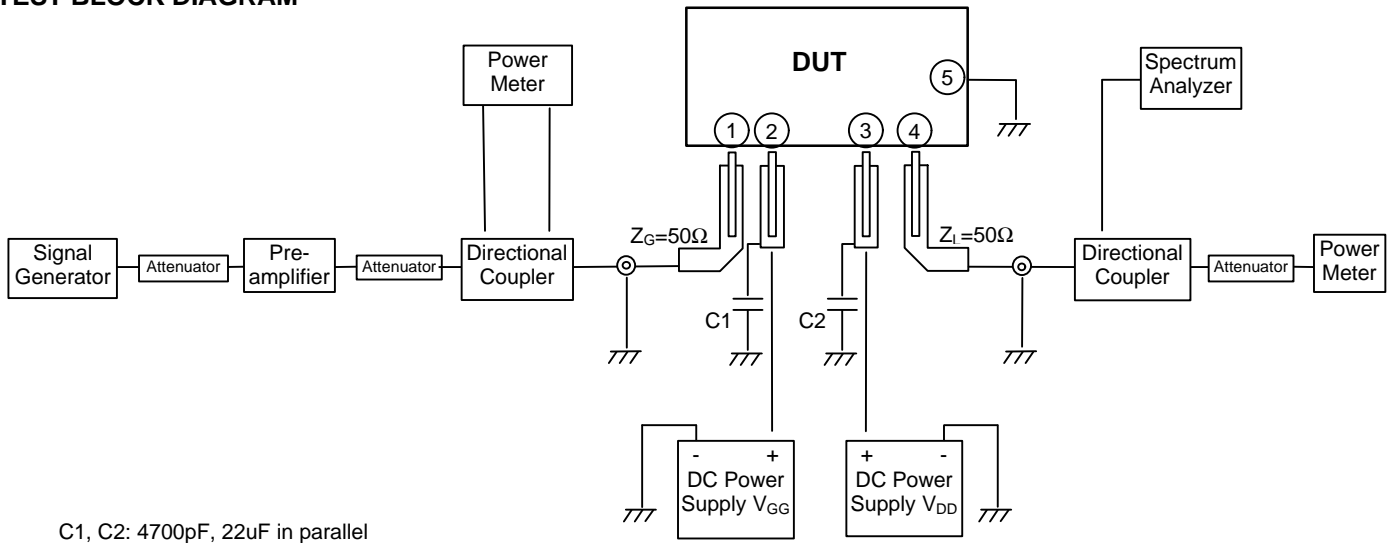 TEST BLOCK DIAGRAM
DUT
Power
Meter
Spectrum
Analyzer
5
1
2
3
4
Signal
Generator
Attenuator
Pre-
amplifier
Attenuator
Directional
Coupler
ZG=50Ω
ZL=50Ω
Directional
Coupler
Attenuator
Power
Meter
C1
C2
- +
DC Power
Supply VGG
+ -
DC Power
Supply VDD
C1, C2: 4700pF, 22uF in parallel